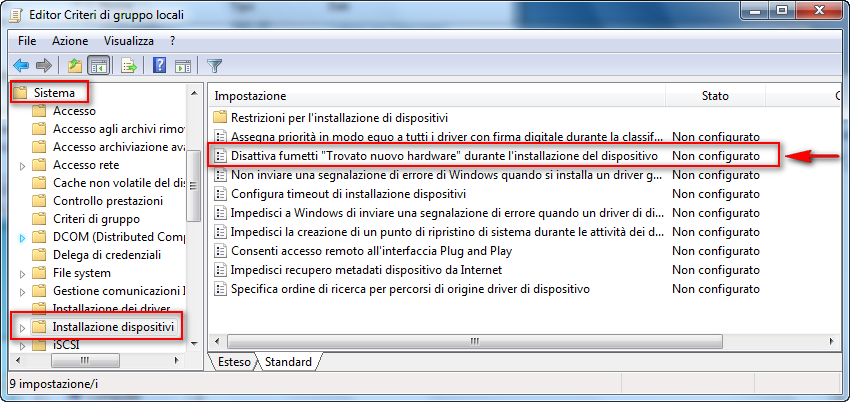 Editor Criteri di gruppo locali
File Azione Visualizza ?
Sistema
Accesso
Accesso agli archivi rimo
Accesso archiviazione ava
Accesso rete
Cache non volatile del dis
Controllo prestazioni
Criteri di gruppo
DCOM (Distributed Comp
Delega di credenziali
File system
Gestione comunicazioni I
Installazione dei driver
Installazione dispositivi
iSCSI
Impostazione Stato
Restrizioni per l'installazione di dispositivi
Assegna priorità in modo equo a tutti i driver con firma digitale durante la classif... Non configurato
Disattiva fumetti "Trovato nuovo hardware" durante l'installazione del dispositivo Non configurato
Non inviare una segnalazione di errore di Windows quando si installa un driver g... Non configurato
Configura timeout di installazione dispositivi Non configurato
Impedisci a Windows di inviare una segnalazione di errore quando un driver di di... Non configurato
Impedisci la creazione di un punto di ripristino di sistema durante le attività dei d... Non configurato
Consenti accesso remoto all'interfaccia Plug and Play Non configurato
Impedisci recupero metadati dispositivo da Internet Non configurato
Specifica ordine di ricerca per percorsi di origine driver di dispositivo Non configurato
Esteso Standard
9 impostazione/i